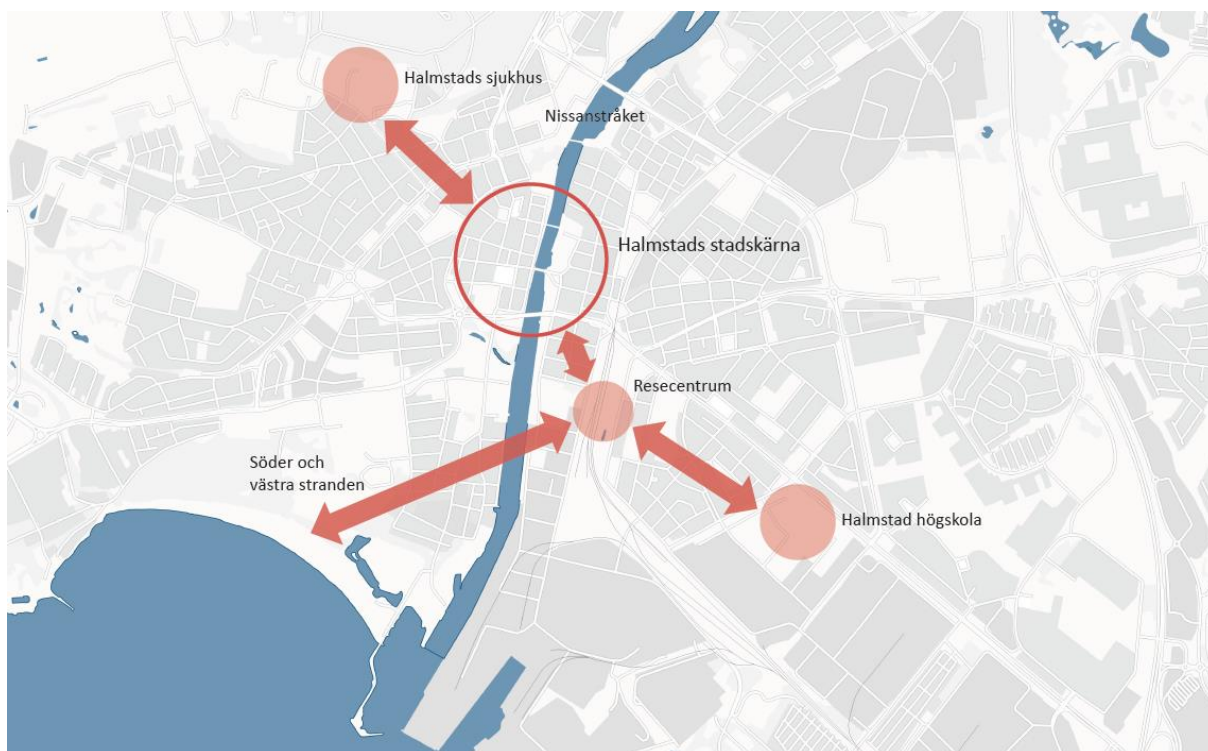 Halmstads sjukhus
Nissanstråket
Halmstads stadskärna
Resecentrum
Söder och
västra stranden
Halmstad högskola